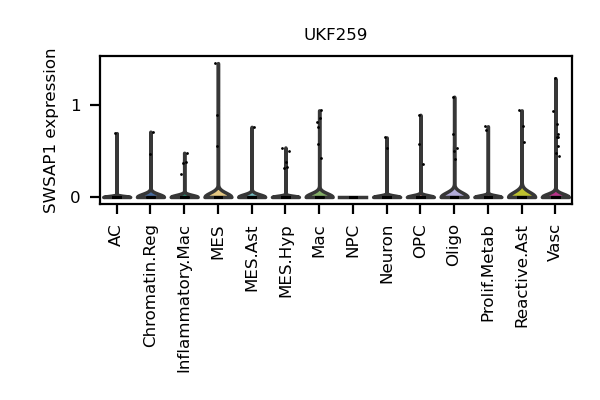 UKF259
SWSAP1 expression
1
0
AC
Chromatin.Reg
Inflammatory.Mac
MES
MES.Ast
MES.Hyp
Mac
NPC
Neuron
OPC
Oligo
Prolif.Metab
Reactive.Ast
Vasc